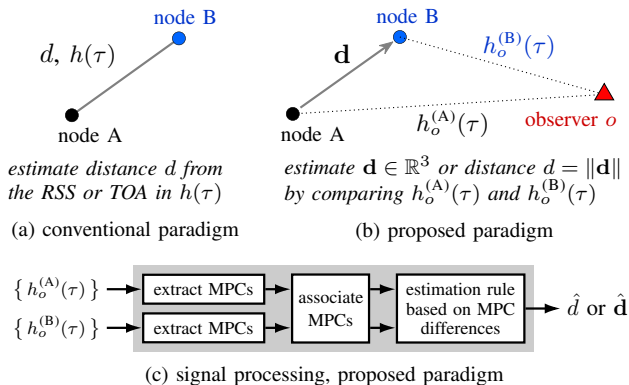 node B
d, h(τ)
node A
estimate distance d from
the RSS or TOA in h(τ)
(a) conventional paradigm
node B
d
h_o^(B)(τ)
node A
h_o^(A)(τ)
observer o
estimate d ∈ ℝ³ or distance d = ‖d‖
by comparing h_o^(A)(τ) and h_o^(B)(τ)
(b) proposed paradigm
{ h_o^(A)(τ) }
extract MPCs
{ h_o^(B)(τ) }
extract MPCs
associate
MPCs
estimation rule
based on MPC
differences
d̂ or d̂
(c) signal processing, proposed paradigm